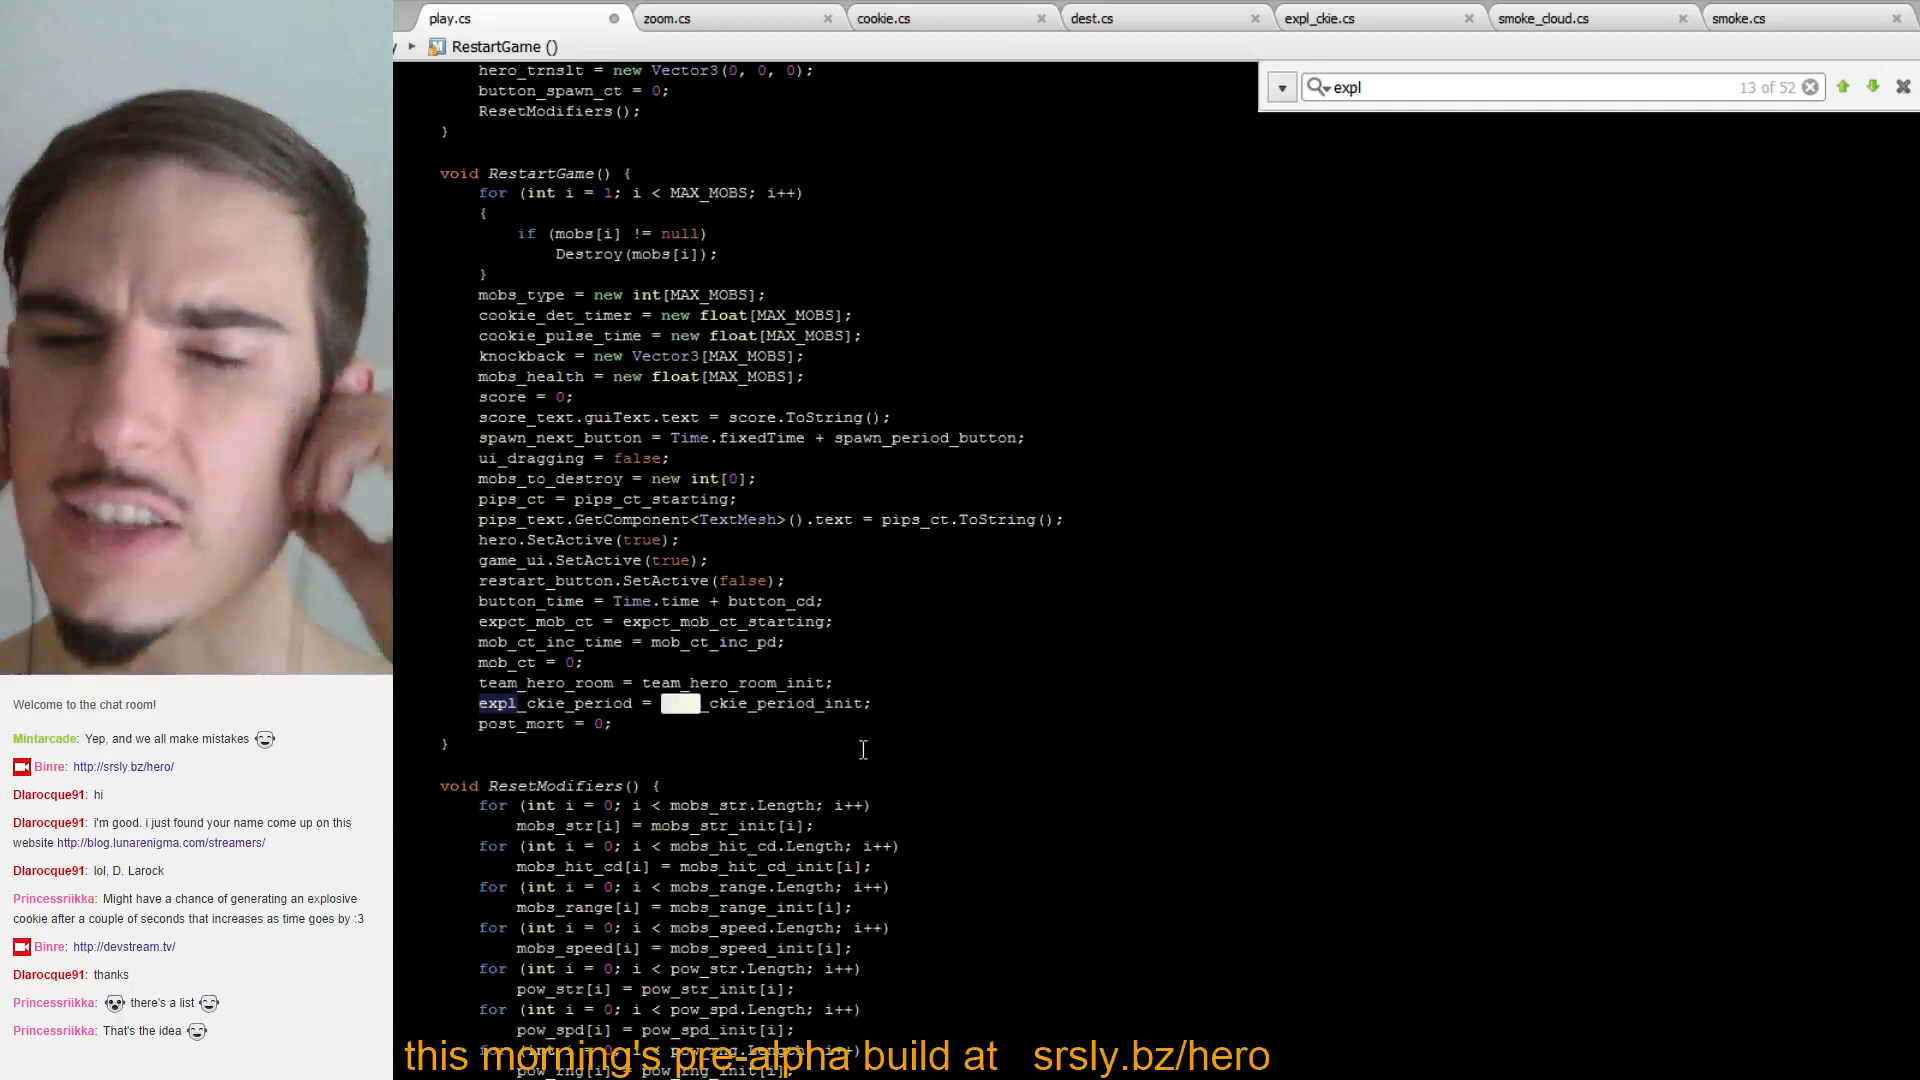 play.cs
zoom.cs
cookie.cs
dest.cs
expl_ckie.cs
smoke_cloud.cs
smoke.cs
RestartGame ()
expl
13 of 52
hero_trnslt = new Vector3(0, 0, 0);
button_spawn_ct = 0;
ResetModifiers();
}
void RestartGame() {
for (int i = 1; i < MAX_MOBS; i++)
{
if (mobs[i] != null)
Destroy(mobs[i]);
}
mobs_type = new int[MAX_MOBS];
cookie_det_timer = new float[MAX_MOBS];
cookie_pulse_time = new float[MAX_MOBS];
knockback = new Vector3[MAX_MOBS];
mobs_health = new float[MAX_MOBS];
score = 0;
score_text.guiText.text = score.ToString();
spawn_next_button = Time.fixedTime + spawn_period_button;
ui_dragging = false;
mobs_to_destroy = new int[0];
pips_ct = pips_ct_starting;
pips_text.GetComponent<TextMesh>().text = pips_ct.ToString();
hero.SetActive(true);
game_ui.SetActive(true);
restart_button.SetActive(false);
button_time = Time.time + button_cd;
expct_mob_ct = expct_mob_ct_starting;
mob_ct_inc_time = mob_ct_inc_pd;
mob_ct = 0;
team_hero_room = team_hero_room_init;
expl_ckie_period = _ckie_period_init;
post_mort = 0;
}
void ResetModifiers() {
for (int i = 0; i < mobs_str.Length; i++)
mobs_str[i] = mobs_str_init[i];
for (int i = 0; i < mobs_hit_cd.Length; i++)
mobs_hit_cd[i] = mobs_hit_cd_init[i];
for (int i = 0; i < mobs_range.Length; i++)
mobs_range[i] = mobs_range_init[i];
for (int i = 0; i < mobs_speed.Length; i++)
mobs_speed[i] = mobs_speed_init[i];
for (int i = 0; i < pow_str.Length; i++)
pow_str[i] = pow_str_init[i];
for (int i = 0; i < pow_spd.Length; i++)
pow_spd[i] = pow_spd_init[i];
for (int i = 0; i < pow_rng.Length; i++)
pow_rng[i] = pow_rng_init[i];
this morning's pre-alpha build at srsly.bz/hero
Welcome to the chat room!
Mintarcade: Yep, and we all make mistakes
Binre: http://srsly.bz/hero/
Dlarocque91: hi
Dlarocque91: i'm good. i just found your name come up on this
website http://blog.lunarenigma.com/streamers/
Dlarocque91: lol, D. Larock
Princessriikka: Might have a chance of generating an explosive
cookie after a couple of seconds that increases as time goes by :3
Binre: http://devstream.tv/
Dlarocque91: thanks
Princessriikka: there's a list
Princessriikka: That's the idea